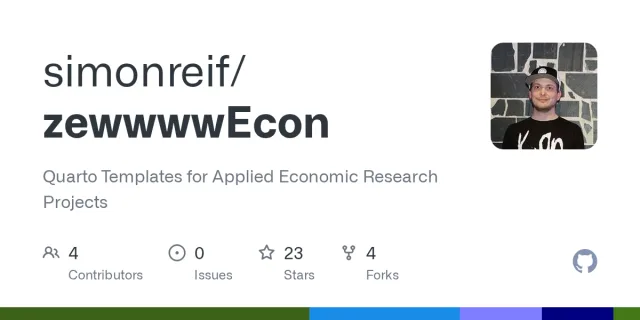 simonreif/
zewwwwEcon
Quarto Templates for Applied Economic Research
Projects
4
Contributors
0
Issues
23
Stars
4
Forks